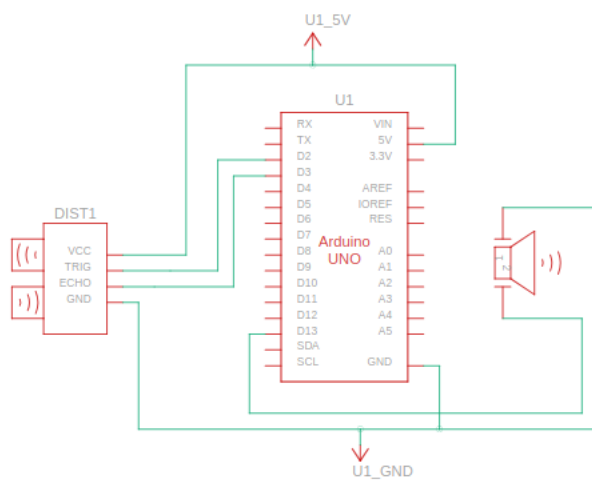 U1_5V
U1
RX
TX
D2
D3
D4
D5
D6
D7
D8
D9
D10
D11
D12
D13
SDA
SCL
VIN
5V
3.3V
AREF
IOREF
RES
A0
A1
A2
A3
A4
A5
GND
Arduino
UNO
DIST1
VCC
TRIG
ECHO
GND
1
2
U1_GND